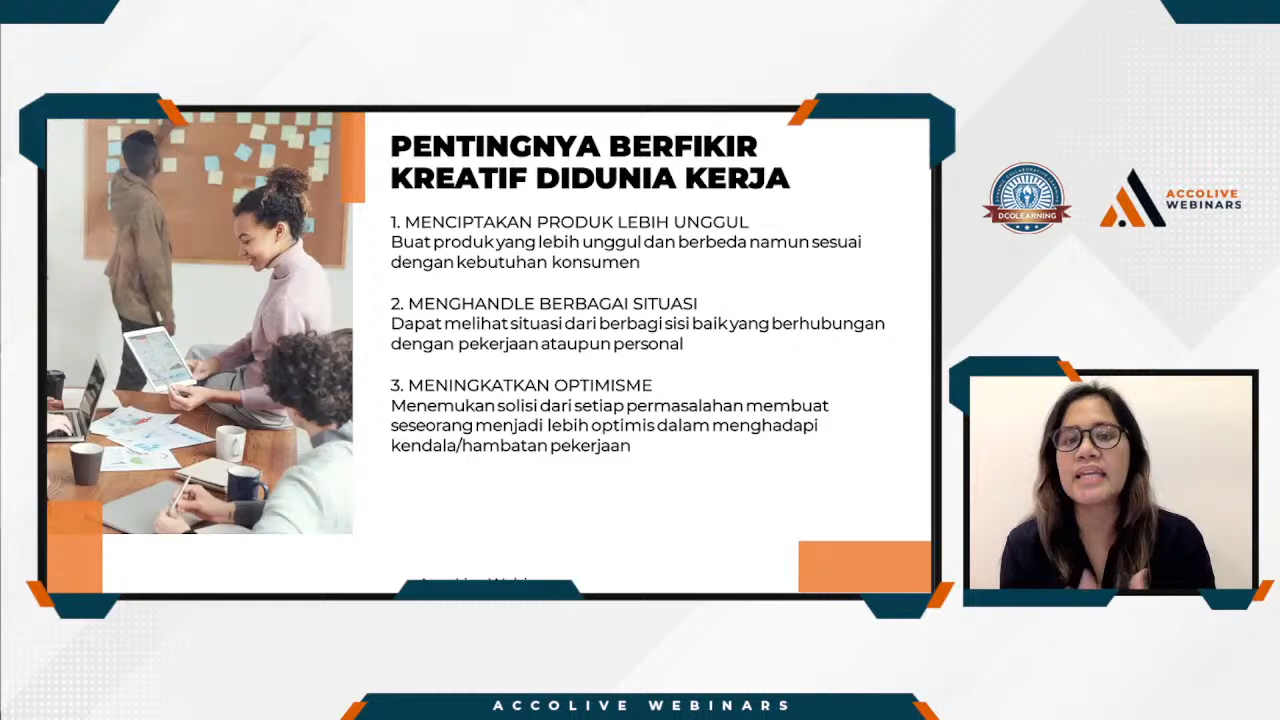 PENTINGNYA BERFIKIR
KREATIF DIDUNIA KERJA
1. MENCIPTAKAN PRODUK LEBIH UNGGUL
Buat produk yang lebih unggul dan berbeda namun sesuai
dengan kebutuhan konsumen
2. MENGHANDLE BERBAGAI SITUASI
Dapat melihat situasi dari berbagi sisi baik yang berhubungan
dengan pekerjaan ataupun personal
3. MENINGKATKAN OPTIMISME
Menemukan solisi dari setiap permasalahan membuat
seseorang menjadi lebih optimis dalam menghadapi
kendala/hambatan pekerjaan
DCOLEARNING
ACCOLIVE
WEBINARS
ACCOLIVE WEBINARS